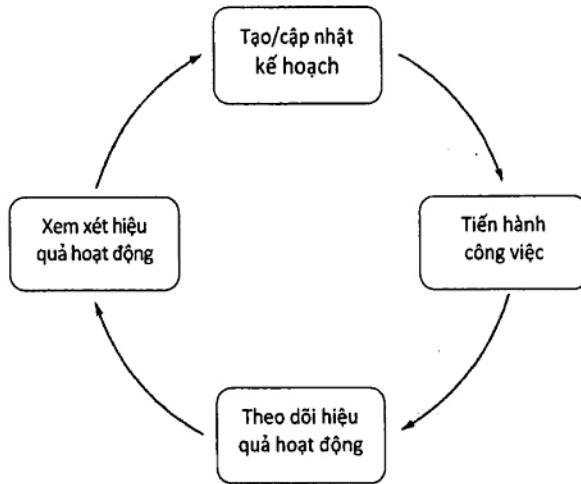 Tạo/cập nhật
kế hoạch
Tiến hành
công việc
Theo dõi hiệu
quả hoạt động
Xem xét hiệu
quả hoạt động